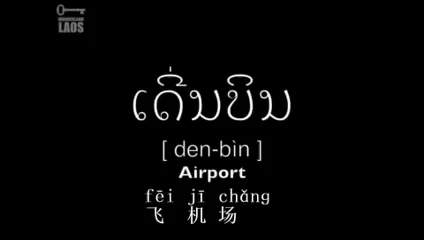 LAOS
ເດີ່ນບິນ
[ den-bìn ]
Airport
fēi jī chǎng
飞 机 场